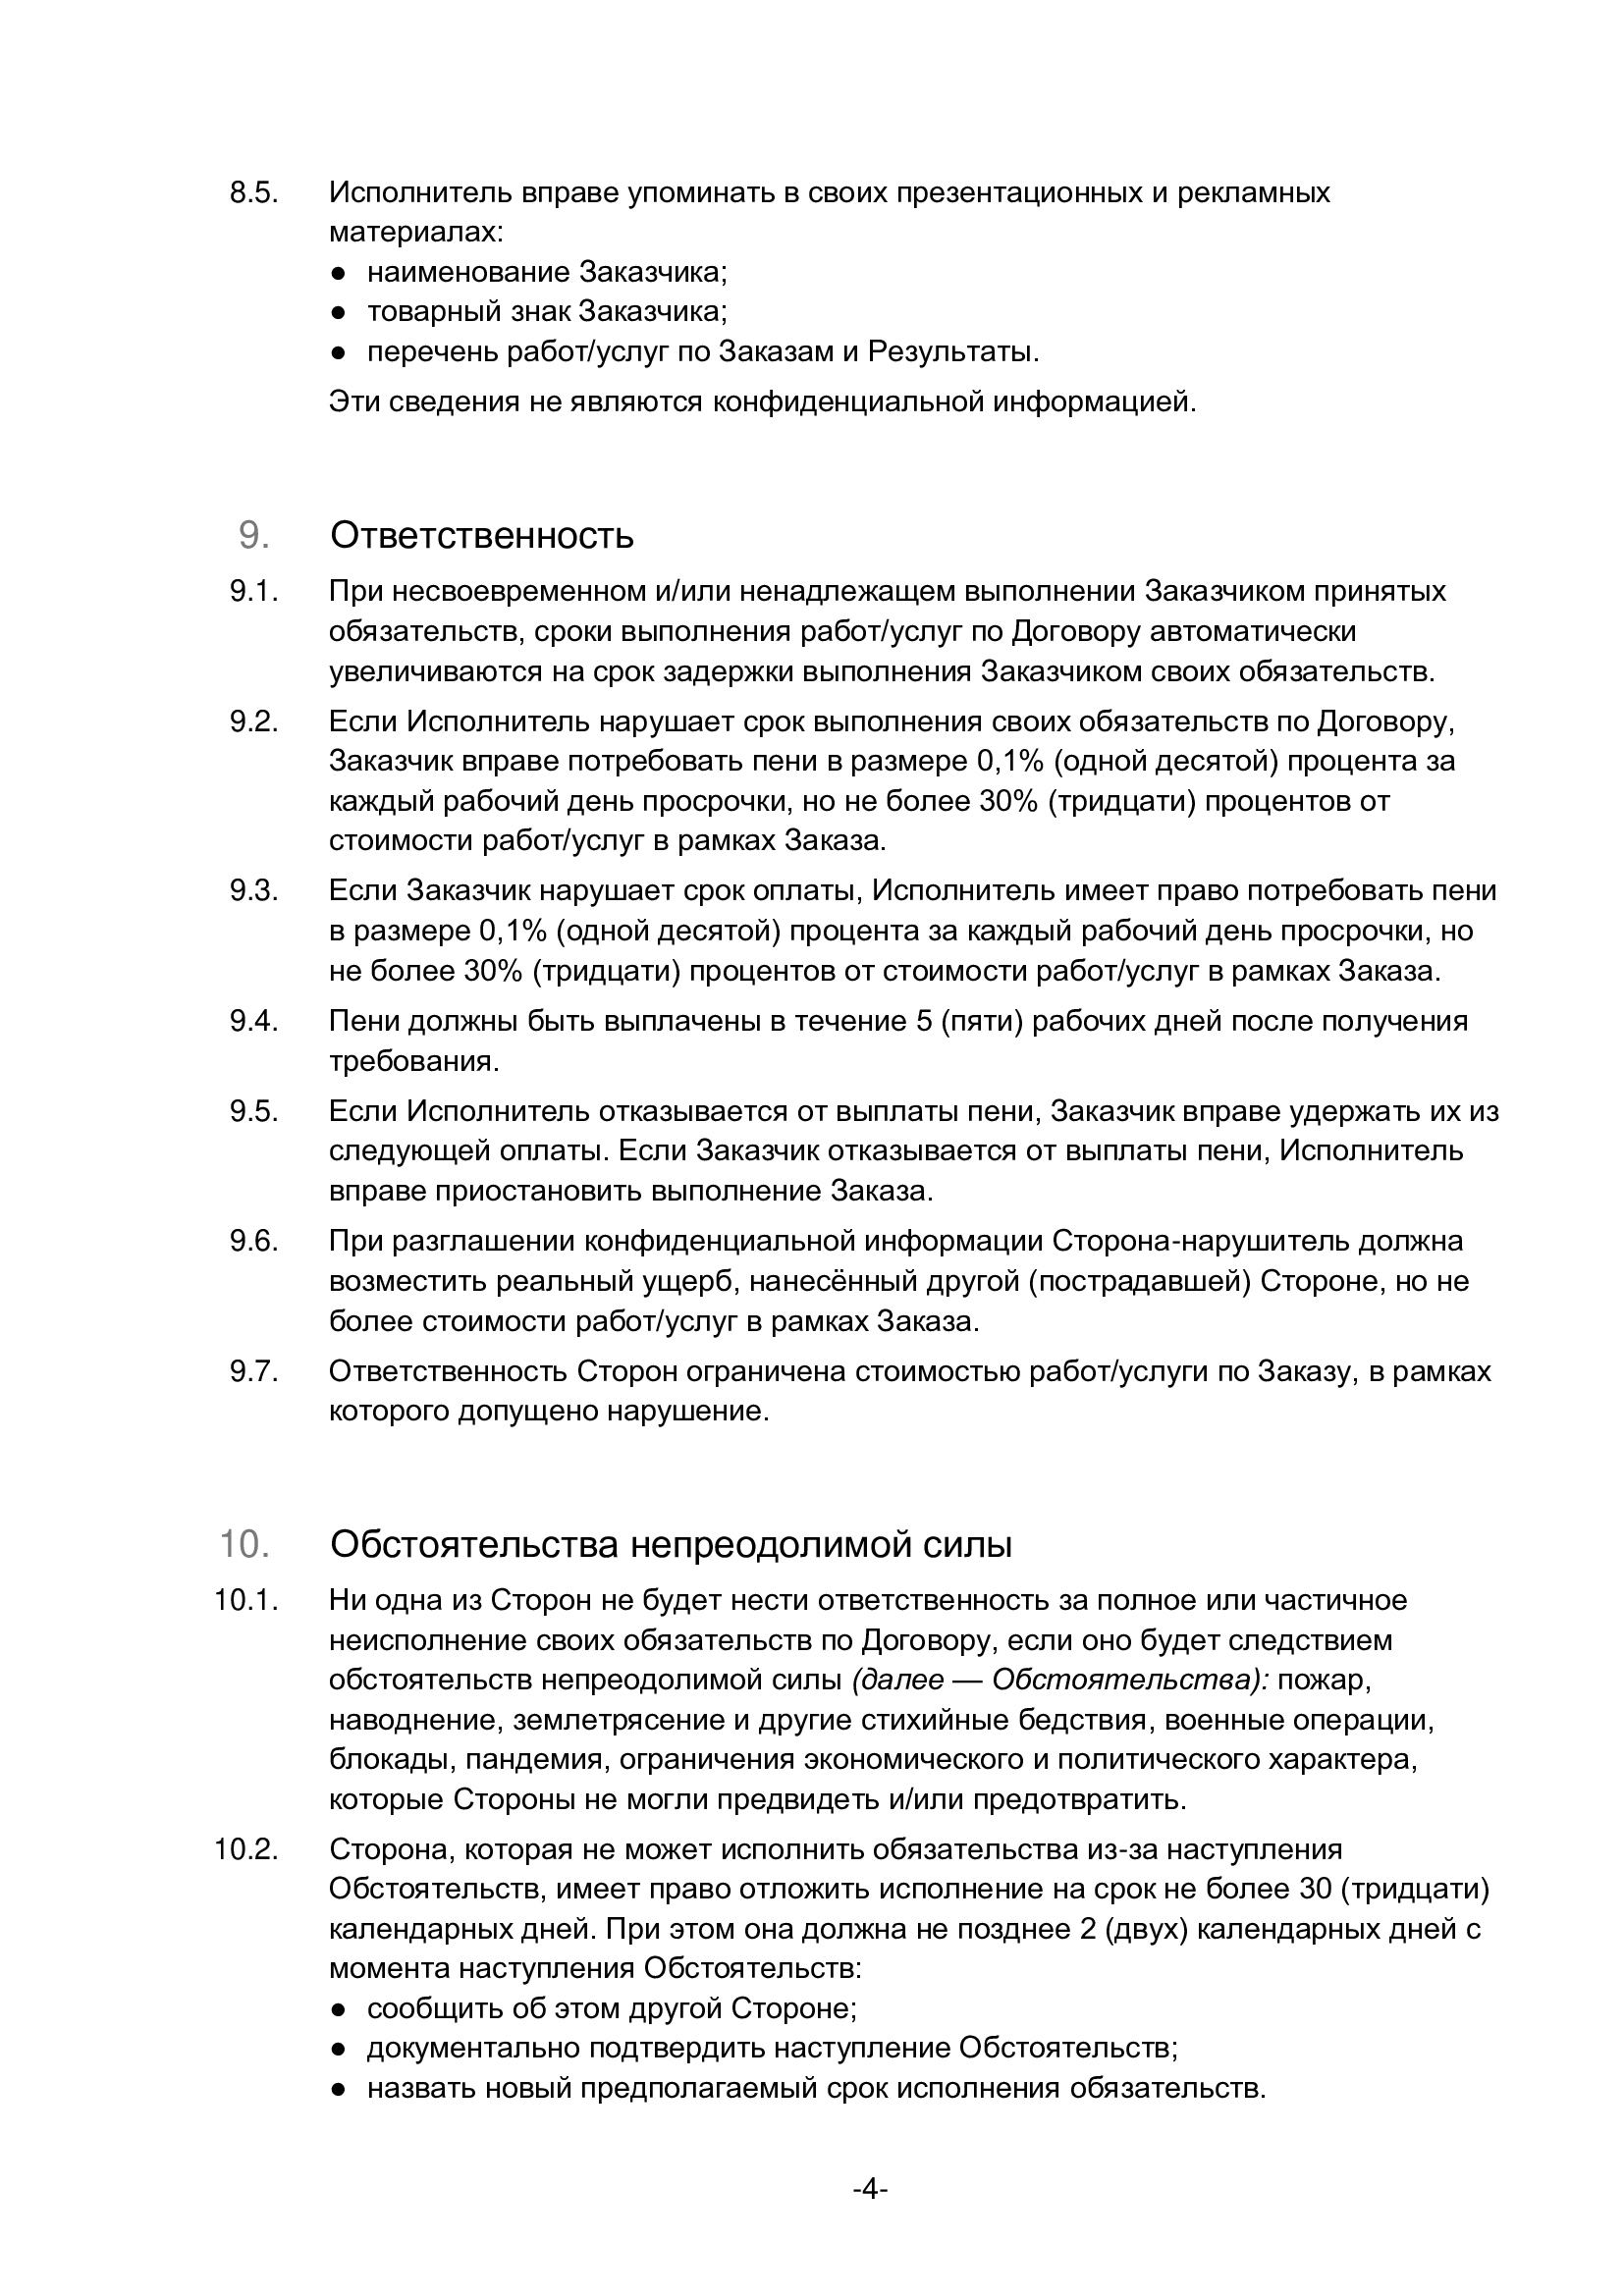 8.5. Исполнитель вправе упоминать в своих презентационных и рекламных
материалах:
● наименование Заказчика;
● товарный знак Заказчика;
● перечень работ/услуг по Заказам и Результаты.
Эти сведения не являются конфиденциальной информацией.
9. Ответственность
9.1. При несвоевременном и/или ненадлежащем выполнении Заказчиком принятых
обязательств, сроки выполнения работ/услуг по Договору автоматически
увеличиваются на срок задержки выполнения Заказчиком своих обязательств.
9.2. Если Исполнитель нарушает срок выполнения своих обязательств по Договору,
Заказчик вправе потребовать пени в размере 0,1% (одной десятой) процента за
каждый рабочий день просрочки, но не более 30% (тридцати) процентов от
стоимости работ/услуг в рамках Заказа.
9.3. Если Заказчик нарушает срок оплаты, Исполнитель имеет право потребовать пени
в размере 0,1% (одной десятой) процента за каждый рабочий день просрочки, но
не более 30% (тридцати) процентов от стоимости работ/услуг в рамках Заказа.
9.4. Пени должны быть выплачены в течение 5 (пяти) рабочих дней после получения
требования.
9.5. Если Исполнитель отказывается от выплаты пени, Заказчик вправе удержать их из
следующей оплаты. Если Заказчик отказывается от выплаты пени, Исполнитель
вправе приостановить выполнение Заказа.
9.6. При разглашении конфиденциальной информации Сторона-нарушитель должна
возместить реальный ущерб, нанесённый другой (пострадавшей) Стороне, но не
более стоимости работ/услуг в рамках Заказа.
9.7. Ответственность Сторон ограничена стоимостью работ/услуги по Заказу, в рамках
которого допущено нарушение.
10. Обстоятельства непреодолимой силы
10.1. Ни одна из Сторон не будет нести ответственность за полное или частичное
неисполнение своих обязательств по Договору, если оно будет следствием
обстоятельств непреодолимой силы (далее — Обстоятельства): пожар,
наводнение, землетрясение и другие стихийные бедствия, военные операции,
блокады, пандемия, ограничения экономического и политического характера,
которые Стороны не могли предвидеть и/или предотвратить.
10.2. Сторона, которая не может исполнить обязательства из-за наступления
Обстоятельств, имеет право отложить исполнение на срок не более 30 (тридцати)
календарных дней. При этом она должна не позднее 2 (двух) календарных дней с
момента наступления Обстоятельств:
● сообщить об этом другой Стороне;
● документально подтвердить наступление Обстоятельств;
● назвать новый предполагаемый срок исполнения обязательств.
-4-